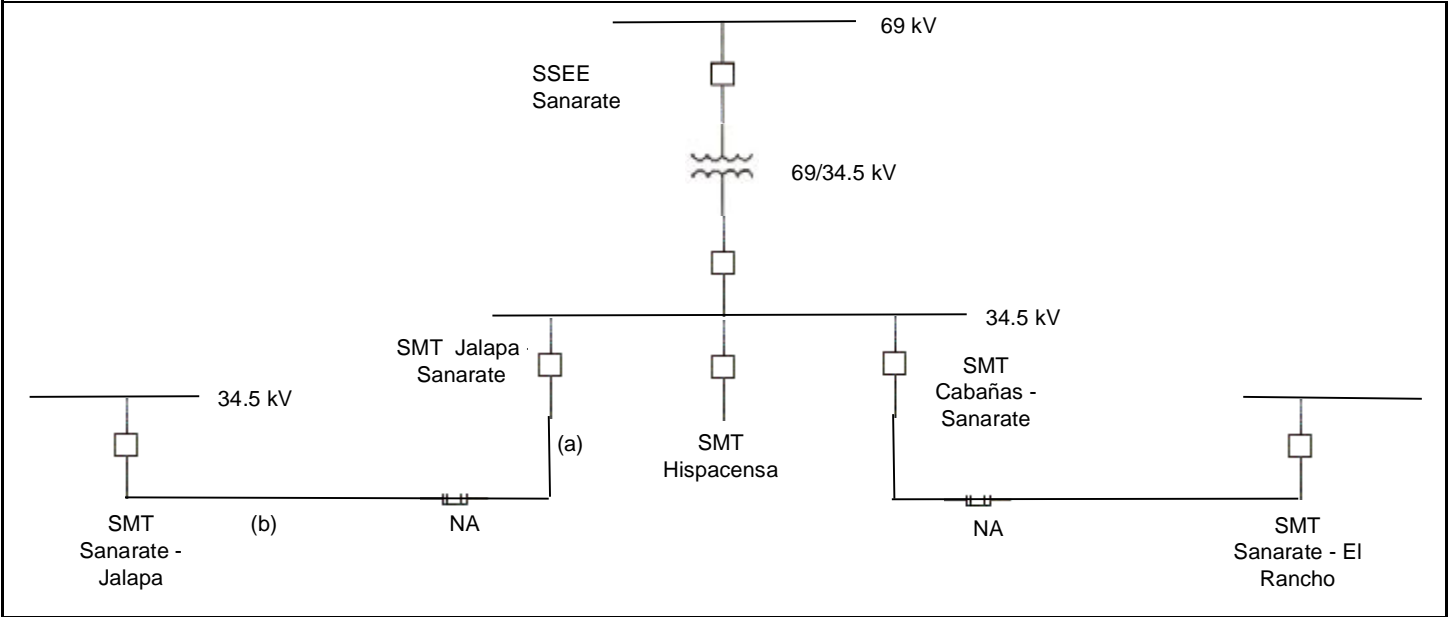 69 kV
SSEE
Sanarate
69/34.5 kV
34.5 kV
SMT Jalapa -
Sanarate
SMT
Cabañas -
Sanarate
34.5 kV
(a)
SMT
Hispacensa
SMT
Sanarate -
Jalapa
(b)
NA
NA
SMT
Sanarate - El
Rancho